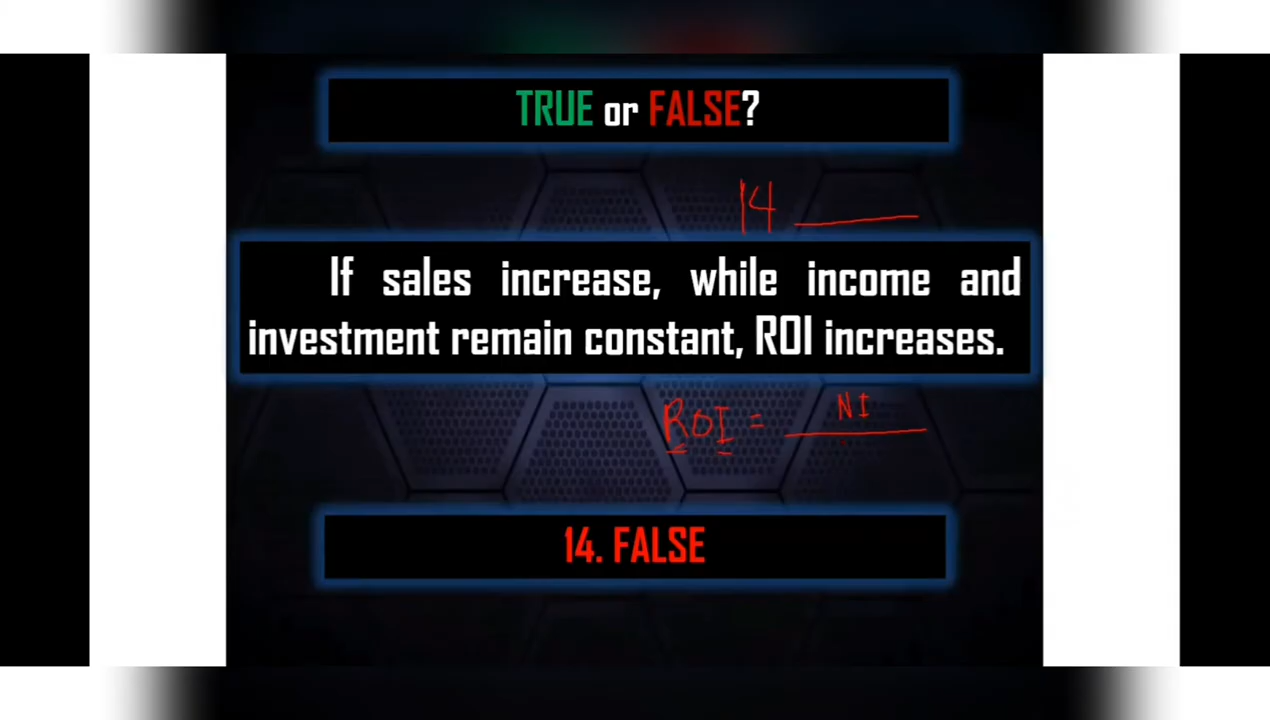 TRUE or FALSE?
14
If sales increase, while income and
investment remain constant, ROI increases.
ROI = NI
14. FALSE